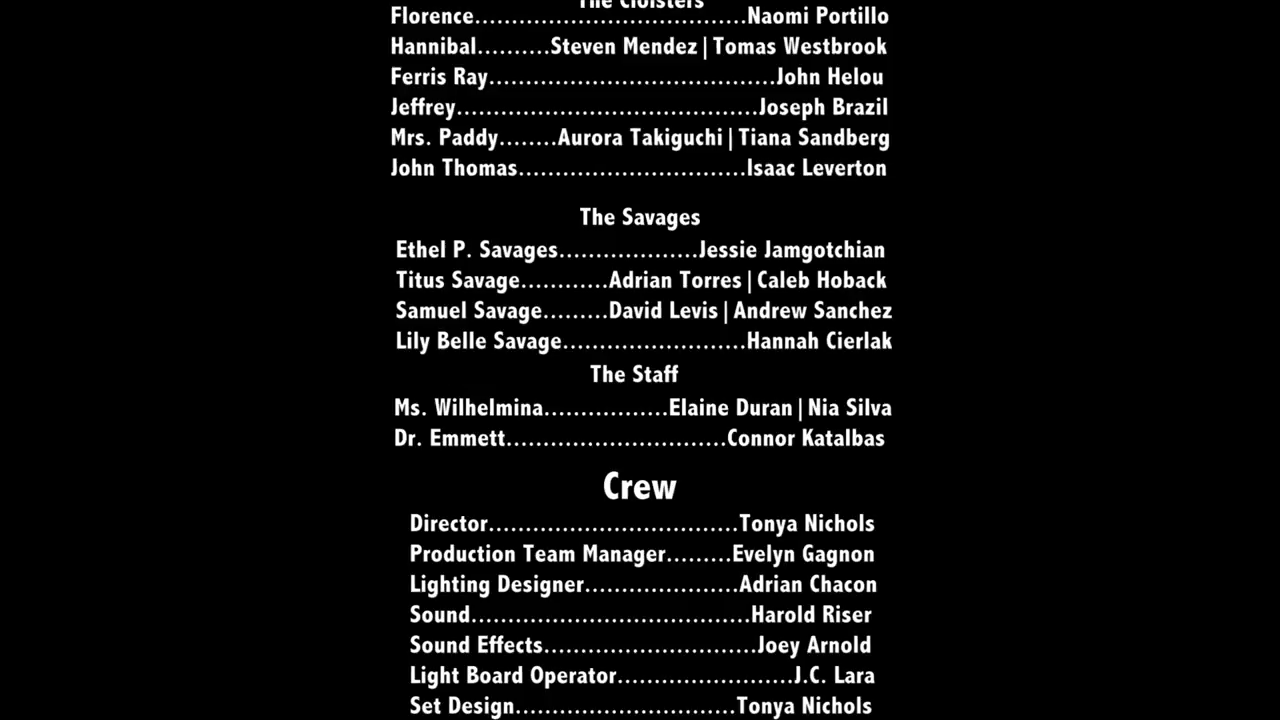 The Cloisters
Florence.....................................Naomi Portillo
Hannibal..........Steven Mendez|Tomas Westbrook
Ferris Ray.......................................John Helou
Jeffrey.........................................Joseph Brazil
Mrs. Paddy........Aurora Takiguchi|Tiana Sandberg
John Thomas...............................Isaac Leverton
The Savages
Ethel P. Savages...................Jessie Jamgotchian
Titus Savage............Adrian Torres|Caleb Hoback
Samuel Savage.........David Levis|Andrew Sanchez
Lily Belle Savage.........................Hannah Cierlak
The Staff
Ms. Wilhelmina.................Elaine Duran|Nia Silva
Dr. Emmett..............................Connor Katalbas
Crew
Director..................................Tonya Nichols
Production Team Manager.........Evelyn Gagnon
Lighting Designer.....................Adrian Chacon
Sound......................................Harold Riser
Sound Effects.............................Joey Arnold
Light Board Operator........................J.C. Lara
Set Design..............................Tonya Nichols